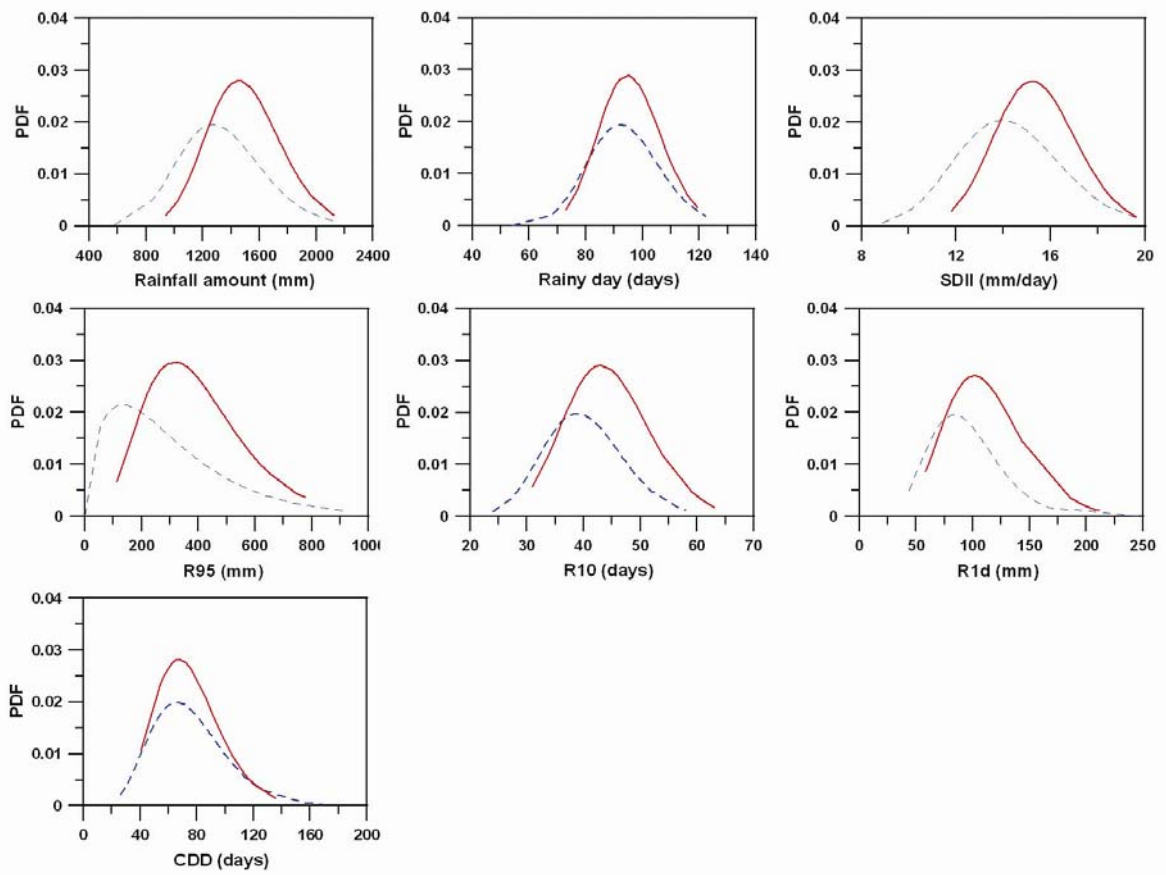 0.04 0.04 0.04
0.03 0.03 0.03
PDF PDF PDF
0.02 0.02 0.02
0.01 0.01 0.01
0 0 0
400 800 1200 1600 2000 2400 40 60 80 100 120 140 8 12 16 20
Rainfall amount (mm) Rainy day (days) SDII (mm/day)
0.04 0.04 0.04
0.03 0.03 0.03
PDF PDF PDF
0.02 0.02 0.02
0.01 0.01 0.01
0 0 0
0 200 400 600 800 100( 20 30 40 50 60 70 0 50 100 150 200 250
R95 (mm) R10 (days) R1d (mm)
0.04
0.03
PDF
0.02
0.01
0
0 40 80 120 160 200
CDD (days)